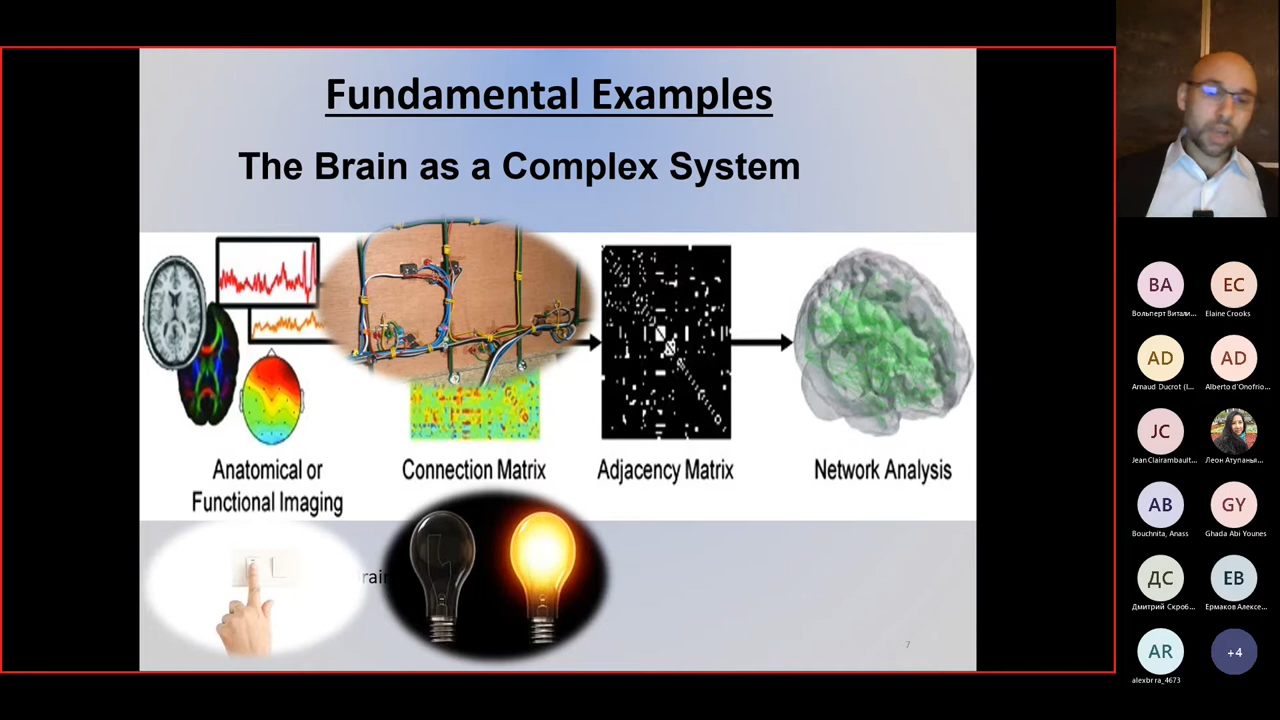 Fundamental Examples
The Brain as a Complex System
Anatomical or
Functional Imaging
Connection Matrix
Adjacency Matrix
Network Analysis
7
BA
Вольперт Витали...
EC
Elaine Crooks
AD
Arnaud Ducrot (I...
AD
Alberto d'Onofrio...
JC
Jean Clairambault...
Леон Атупанья...
AB
Bouchnita, Anass
GY
Ghada Abi Younes
ДС
Дмитрий Скроб...
ЕВ
Ермаков Алексе...
AR
alexbr ra_4673
+4